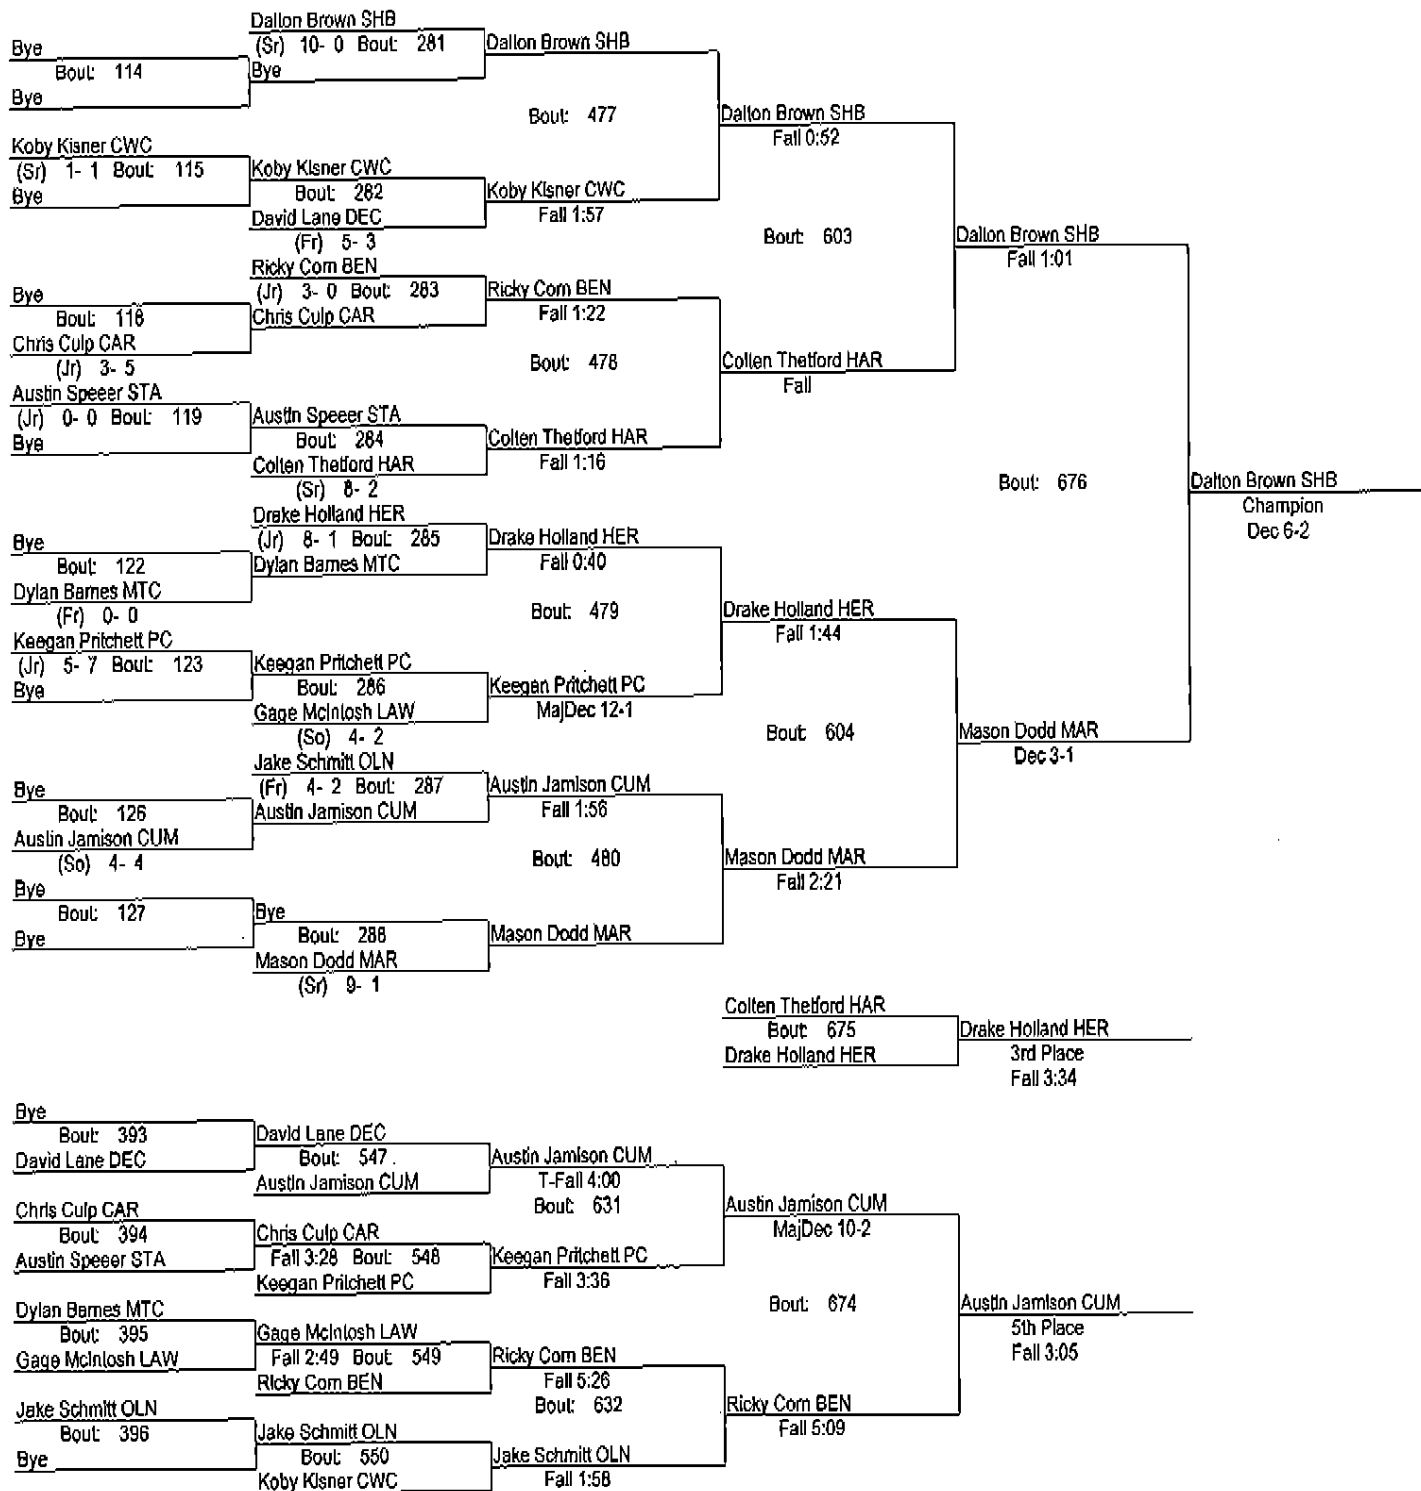 Dalton Brown SHB
Bye
(Sr) 10- 0 Bout: 281
Dalton Brown SHB
Bout: 114
Bye
Bye
Bout: 477
Dalton Brown SHB
Fall 0:52
Koby Kisner CWC
(Sr) 1- 1 Bout: 115
Koby Kisner CWC
Bye
Bout: 282
Koby Kisner CWC
David Lane DEC
Fall 1:57
(Fr) 5- 3
Bout: 603
Dalton Brown SHB
Fall 1:01
Ricky Corn BEN
Bye
(Jr) 3- 0 Bout: 283
Ricky Corn BEN
Bout: 118
Chris Culp CAR
Fall 1:22
Chris Culp CAR
(Jr) 3- 5
Bout: 478
Colten Thetford HAR
Fall
Austin Speeer STA
(Jr) 0- 0 Bout: 119
Austin Speeer STA
Bye
Bout: 284
Colten Thetford HAR
Colten Thetford HAR
Fall 1:16
(Sr) 8- 2
Bout: 676
Dalton Brown SHB
Champion
Dec 6-2
Drake Holland HER
Bye
(Jr) 8- 1 Bout: 285
Drake Holland HER
Bout: 122
Dylan Barnes MTC
Fall 0:40
Dylan Barnes MTC
(Fr) 0- 0
Bout: 479
Drake Holland HER
Fall 1:44
Keegan Pritchett PC
(Jr) 5- 7 Bout: 123
Keegan Pritchett PC
Bye
Bout: 286
Keegan Pritchett PC
Gage McIntosh LAW
MajDec 12-1
(So) 4- 2
Bout: 604
Mason Dodd MAR
Dec 3-1
Jake Schmitt OLN
Bye
(Fr) 4- 2 Bout: 287
Austin Jamison CUM
Bout: 126
Austin Jamison CUM
Fall 1:56
Austin Jamison CUM
(So) 4- 4
Bout: 480
Mason Dodd MAR
Fall 2:21
Bye
Bout: 127
Bye
Bye
Bout: 288
Mason Dodd MAR
Mason Dodd MAR
(Sr) 9- 1
Colten Thetford HAR
Bout: 675
Drake Holland HER
Drake Holland HER
3rd Place
Fall 3:34
Bye
Bout: 393
David Lane DEC
David Lane DEC
Bout: 547
Austin Jamison CUM
Austin Jamison CUM
T-Fall 4:00
Bout: 631
Austin Jamison CUM
MajDec 10-2
Chris Culp CAR
Bout: 394
Chris Culp CAR
Austin Speeer STA
Fall 3:28 Bout: 548
Keegan Pritchett PC
Keegan Pritchett PC
Fall 3:36
Bout: 674
Austin Jamison CUM
5th Place
Fall 3:05
Dylan Barnes MTC
Bout: 395
Gage McIntosh LAW
Gage McIntosh LAW
Fall 2:49 Bout: 549
Ricky Corn BEN
Ricky Corn BEN
Fall 5:26
Bout: 632
Ricky Corn BEN
Fall 5:09
Jake Schmitt OLN
Bout: 396
Jake Schmitt OLN
Bye
Bout: 550
Jake Schmitt OLN
Koby Kisner CWC
Fall 1:58